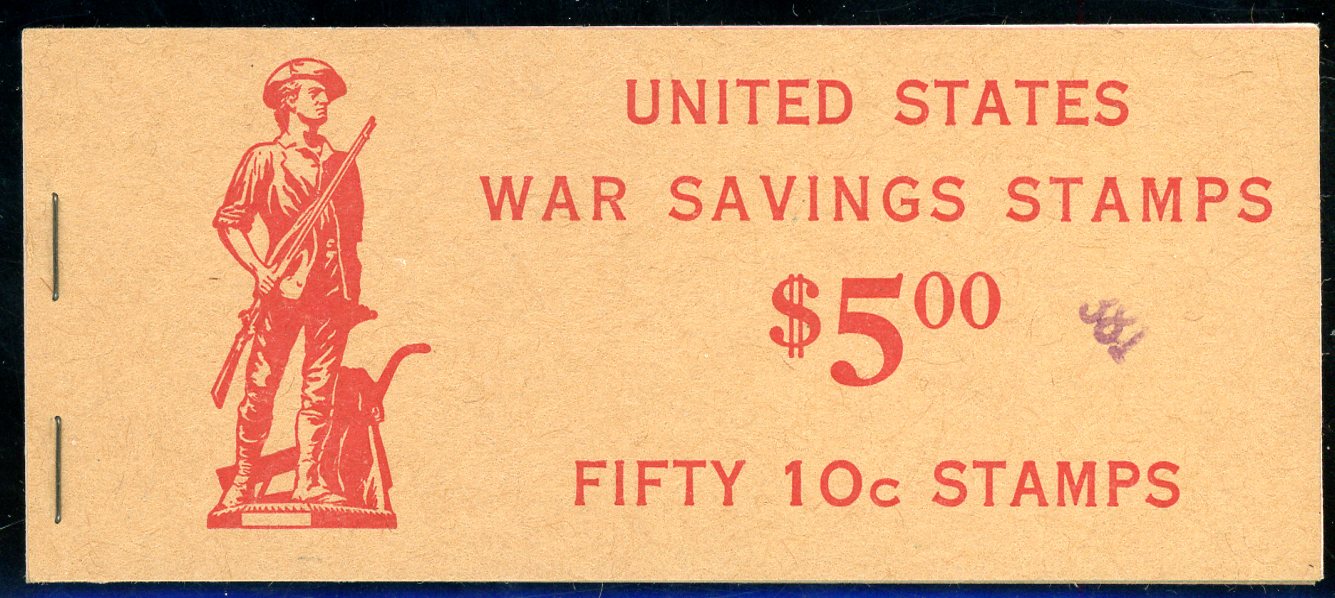 UNITED STATES
WAR SAVINGS STAMPS
$5.00
FIFTY 10c STAMPS